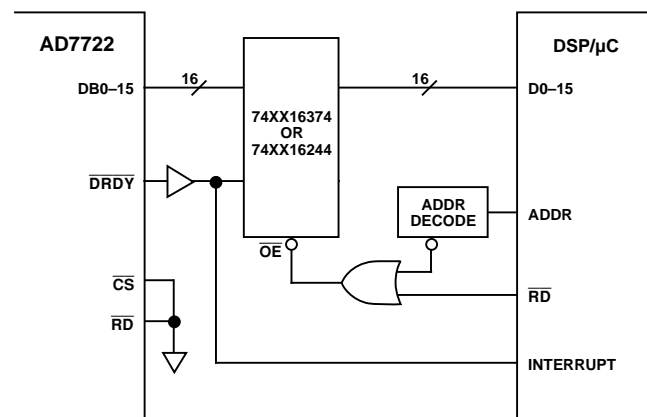 AD7722
DSP/µC
DB0–15
16
74XX16374
OR
74XX16244
16
D0–15
DRDY
ADDR
DECODE
ADDR
OE
CS
RD
RD
INTERRUPT